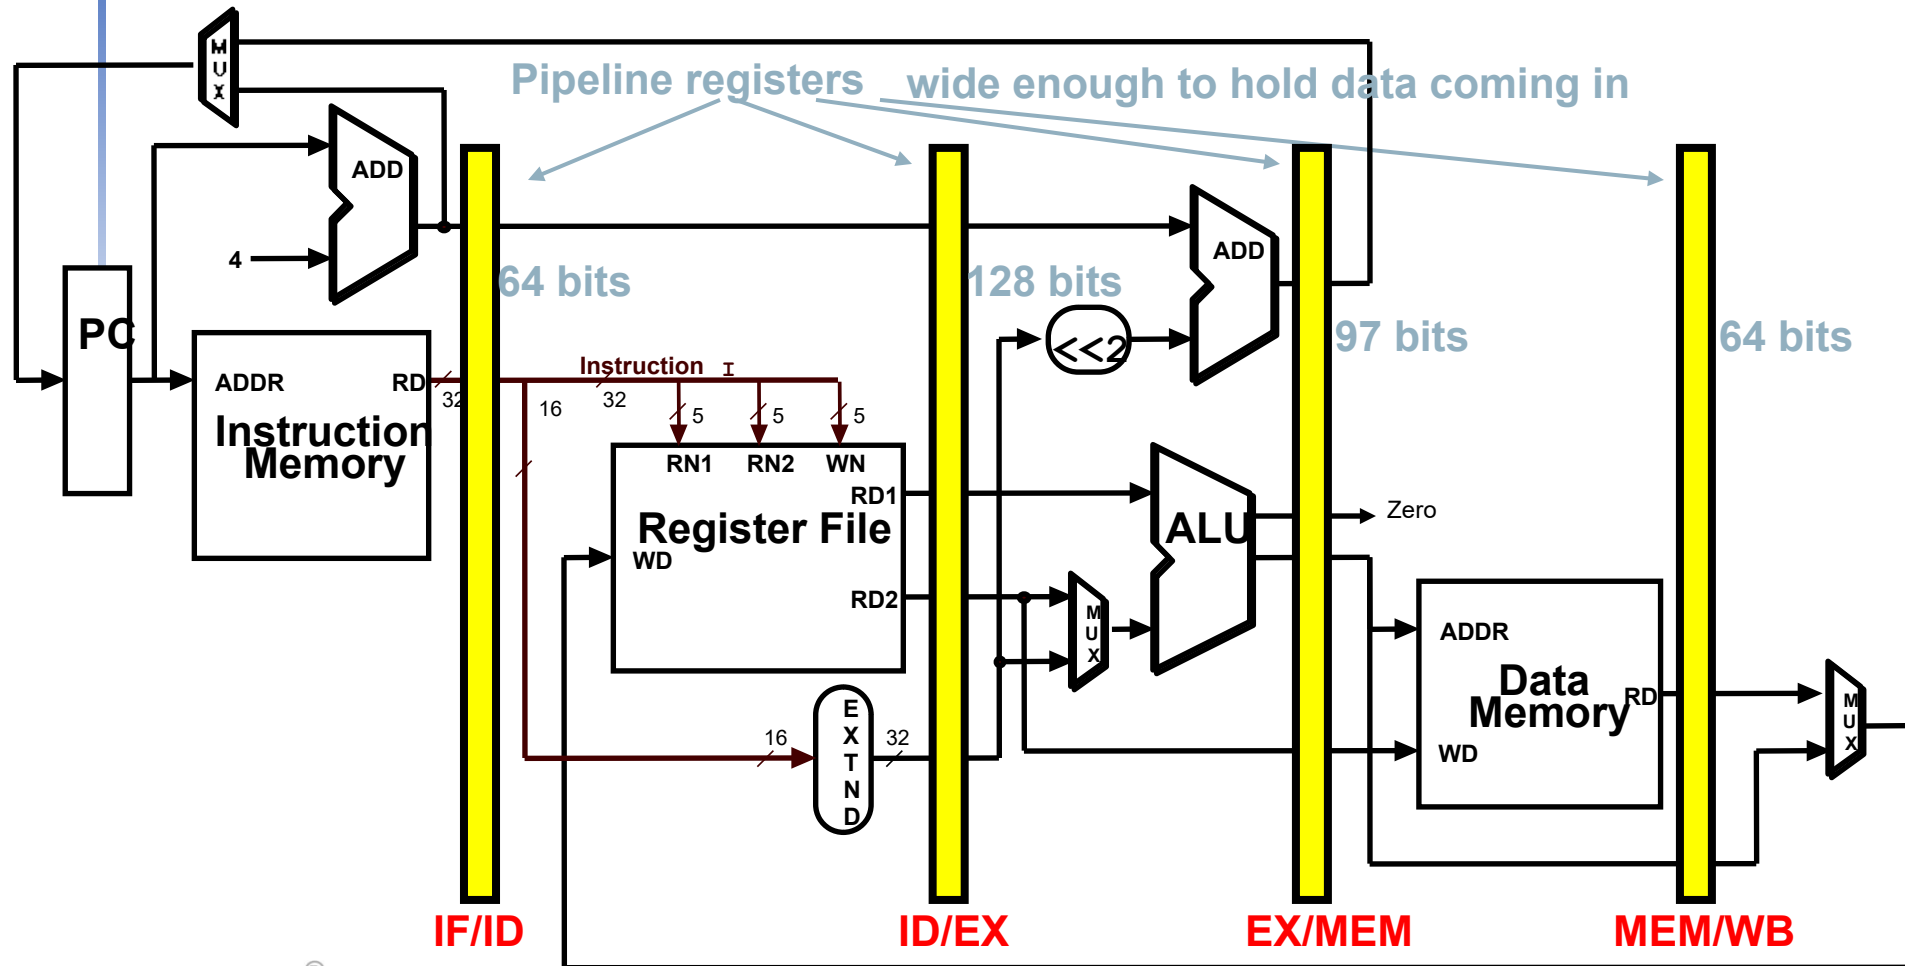 MUX
Pipeline registers wide enough to hold data coming in
ADD
4
ADD
64 bits
128 bits
PC
<<2
97 bits
64 bits
ADDR
RD
32
Instruction I
16
32
5
5
5
Instruction
Memory
RN1
RN2
WN
RD1
Register File
WD
RD2
ALU
Zero
MUX
ADDR
Data
Memory
RD
WD
MUX
EXTND
16
32
IF/ID
ID/EX
EX/MEM
MEM/WB
©